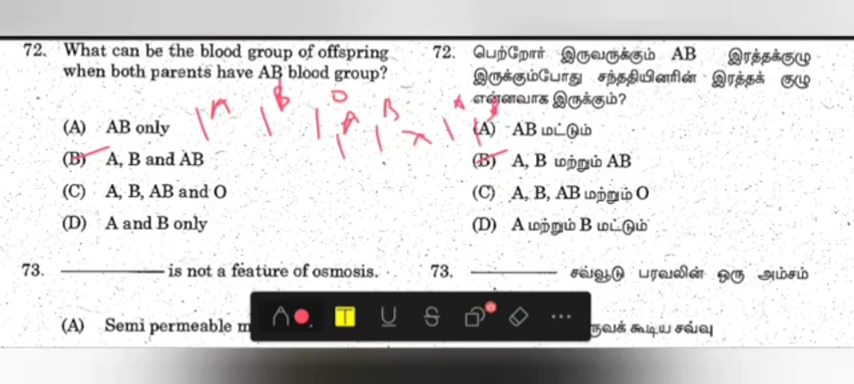 72. What can be the blood group of offspring
when both parents have AB blood group?
(A) AB only
(B) A, B and AB
(C) A, B, AB and O
(D) A and B only
73. ________ is not a feature of osmosis.
(A) Semi permeable m
72. பெற்றோர் இருவருக்கும் AB இரத்தக்குழு
இருக்கும்போது சந்ததியினரின் இரத்தக் குழு
என்னவாக இருக்கும்?
(A) AB மட்டும்
(B) A, B மற்றும் AB
(C) A, B, AB மற்றும் O
(D) A மற்றும் B மட்டும்
73. ________ சவ்வூடு பரவலின் ஒரு அம்சம்
ருவக் கூடிய சவ்வு
I^A I^B I^O
I^A I^B × I^A I^B